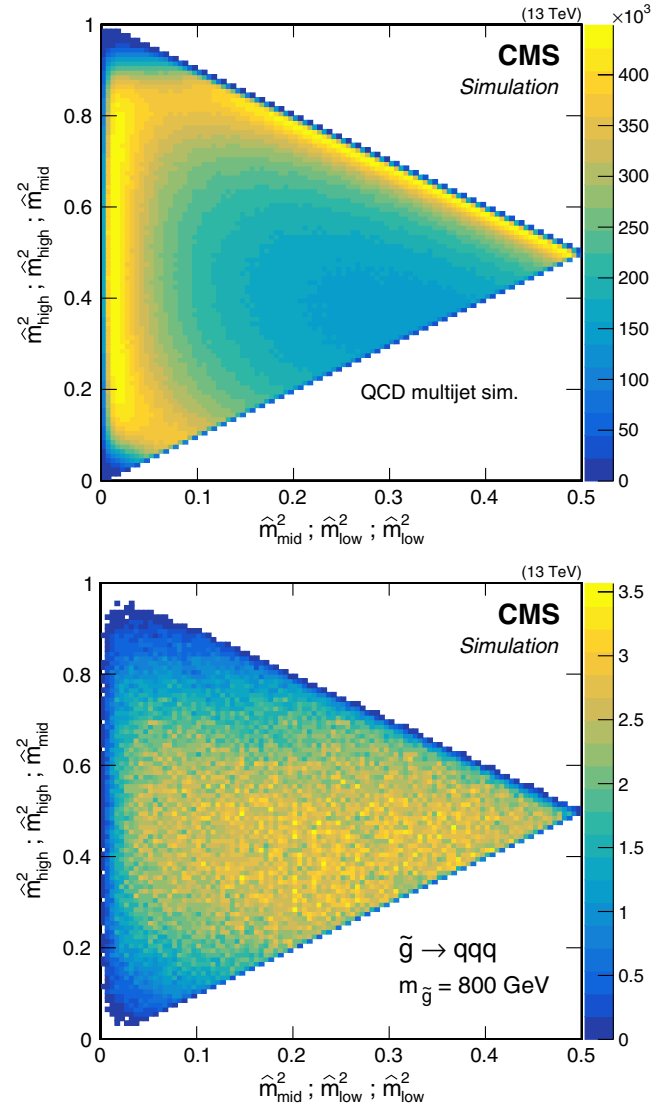 (13 TeV)
×10³
CMS
Simulation
1
0.8
0.6
0.4
0.2
0
400
350
300
250
200
150
100
50
0
m̂²high ; m̂²high ; m̂²mid
QCD multijet sim.
0 0.1 0.2 0.3 0.4 0.5
m̂²mid ; m̂²low ; m̂²low
(13 TeV)
CMS
Simulation
1
0.8
0.6
0.4
0.2
0
3.5
3
2.5
2
1.5
1
0.5
0
m̂²high ; m̂²high ; m̂²mid
g̃ → qqq
m g̃ = 800 GeV
0 0.1 0.2 0.3 0.4 0.5
m̂²mid ; m̂²low ; m̂²low